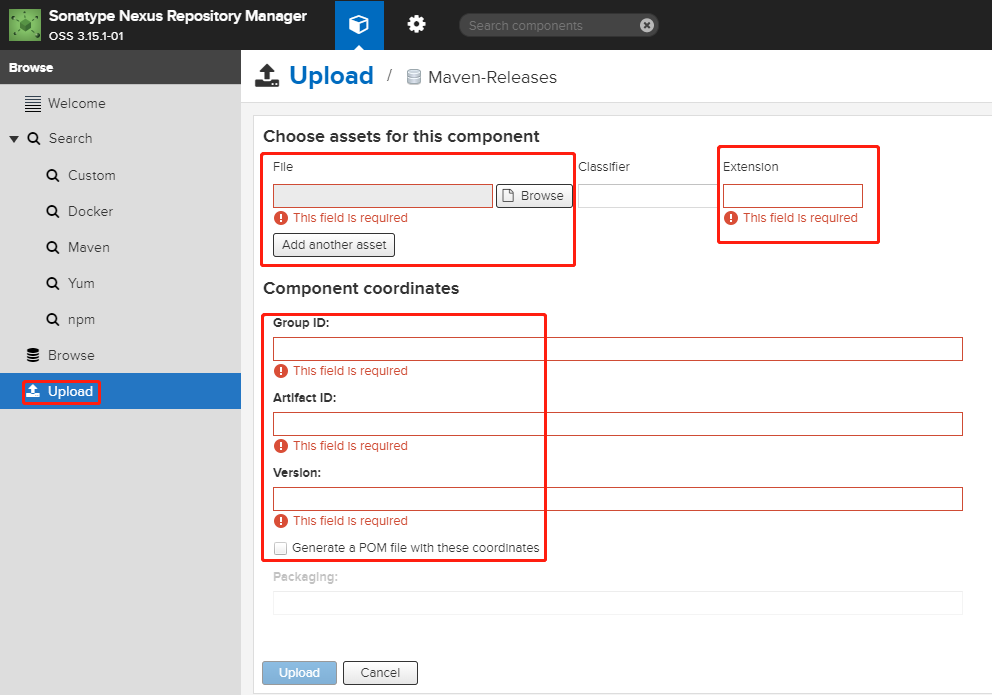 Sonatype Nexus Repository Manager
OSS 3.15.1-01
Search components
Browse
Welcome
Search
Custom
Docker
Maven
Yum
npm
Browse
Upload
Upload / Maven-Releases
Choose assets for this component
File Classifier Extension
Browse
This field is required This field is required
Add another asset
Component coordinates
Group ID:
This field is required
Artifact ID:
This field is required
Version:
This field is required
Generate a POM file with these coordinates
Packaging:
Upload Cancel